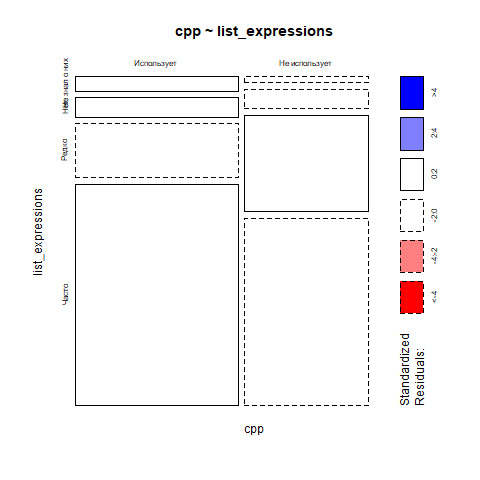 cpp ~ list_expressions
Использует
Не использует
Не знал о них
Нет
Редко
Часто
list_expressions
cpp
>4
2:4
0:2
-2:0
-4:-2
<-4
Standardized
Residuals: